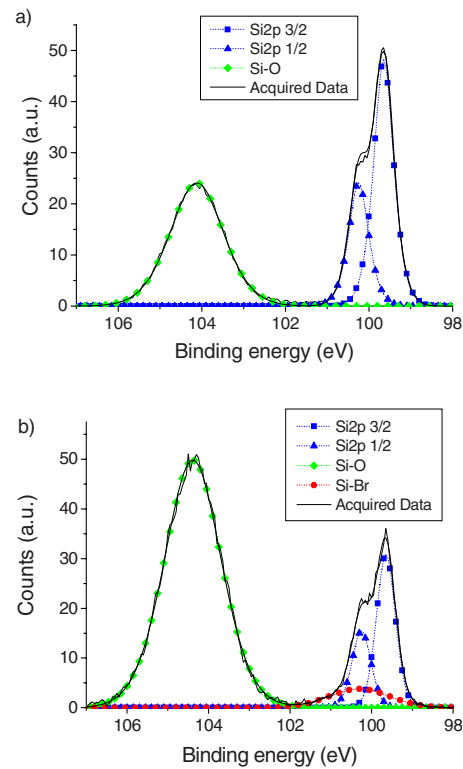 a)
Si2p 3/2
Si2p 1/2
Si-O
Acquired Data
Counts (a.u.)
50
40
30
20
10
0
106 104 102 100 98
Binding energy (eV)
b)
Si2p 3/2
Si2p 1/2
Si-O
Si-Br
Acquired Data
Counts (a.u.)
50
40
30
20
10
0
106 104 102 100 98
Binding energy (eV)